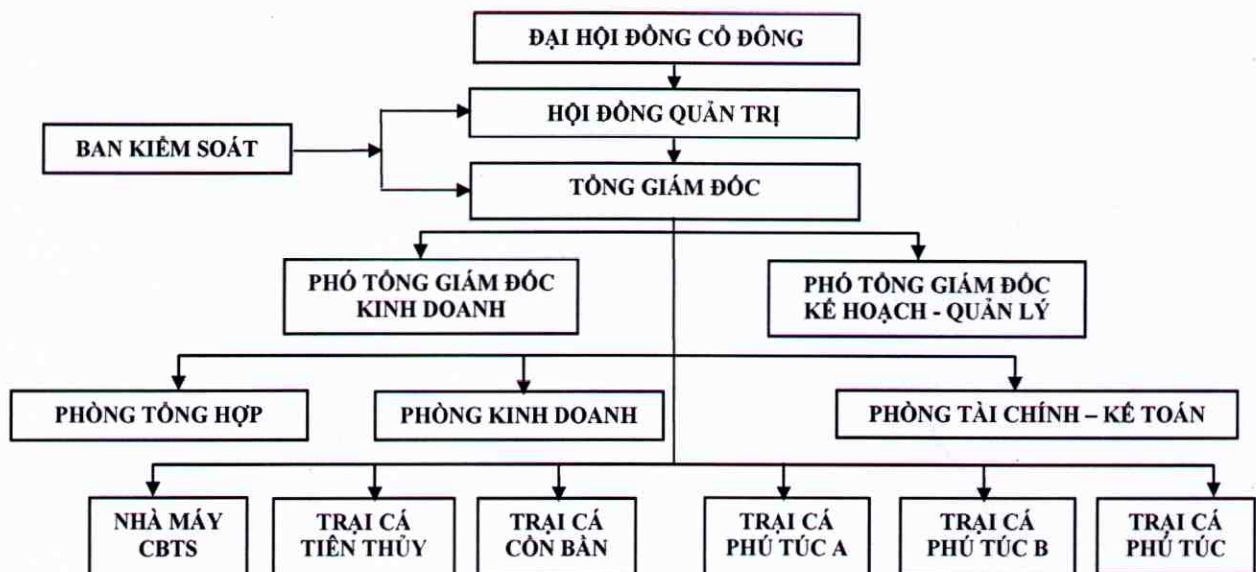 ĐẠI HỘI ĐỒNG CỔ ĐÔNG
HỘI ĐỒNG QUẢN TRỊ
BAN KIỂM SOÁT
TỔNG GIÁM ĐỐC
PHÓ TỔNG GIÁM ĐỐC
KINH DOANH
PHÓ TỔNG GIÁM ĐỐC
KẾ HOẠCH - QUẢN LÝ
PHÒNG TỔNG HỢP
PHÒNG KINH DOANH
PHÒNG TÀI CHÍNH – KẾ TOÁN
NHÀ MÁY
CBTS
TRẠI CÁ
TIÊN THỦY
TRẠI CÁ
CỒN BẦN
TRẠI CÁ
PHÚ TÚC A
TRẠI CÁ
PHÚ TÚC B
TRẠI CÁ
PHÚ TÚC